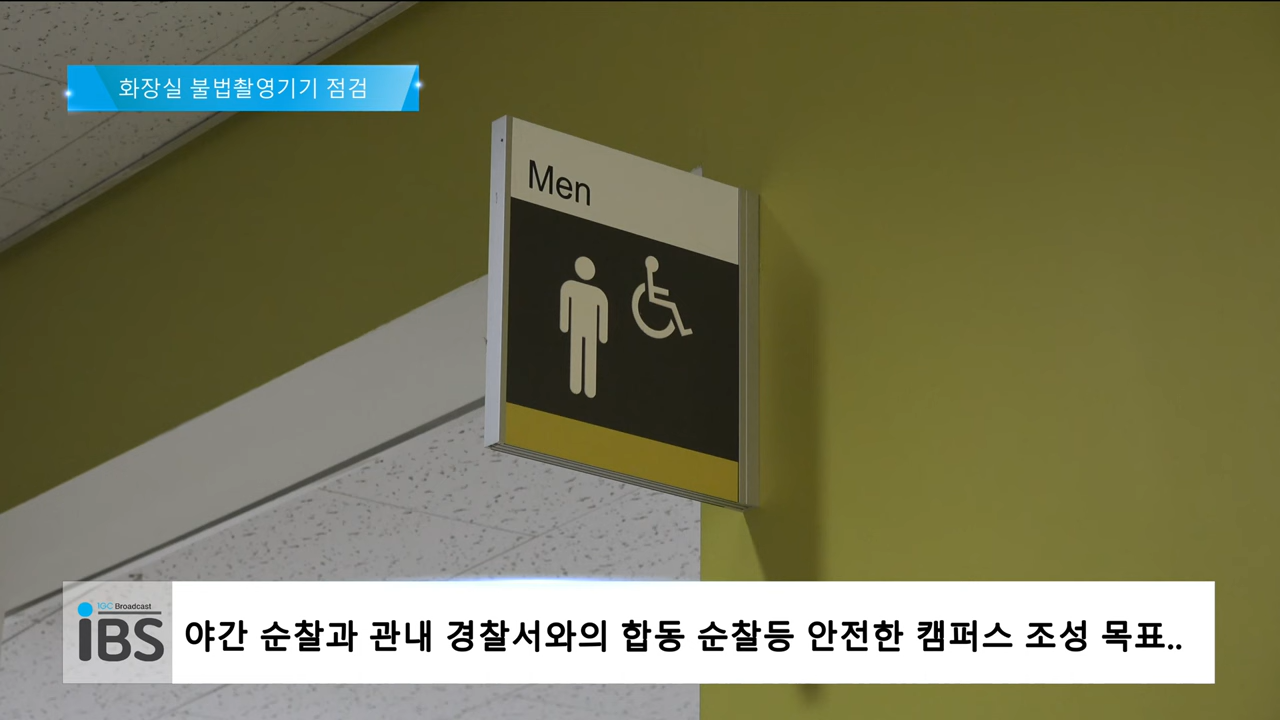 화장실 불법촬영기기 점검
Men
IGC Broadcast
iBS
야간 순찰과 관내 경찰서와의 합동 순찰등 안전한 캠퍼스 조성 목표..